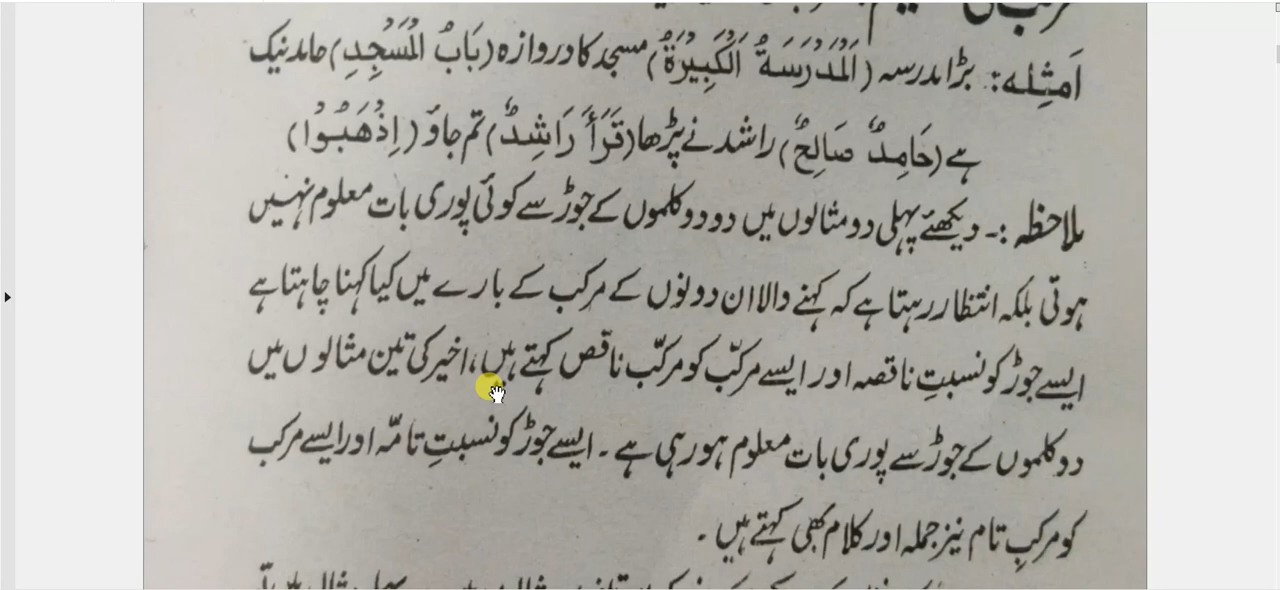 اَمثِلہ: بڑا مدرسہ (اَلْمَدْرَسَةُ الْکَبِیْرَةُ) مسجد کا دروازہ (بَابُ الْمَسْجِدِ) حامد نیک
ہے (حَامِدٌ صَالِحٌ) راشد نے پڑھا (قَرَأَ رَاشِدٌ) تم جاؤ (اِذْهَبُوْا)
ملاحظہ :۔ دیکھئے پہلی دو مثالوں میں دو دو کلموں کے جوڑ سے کوئی پوری بات معلوم نہیں
ہوتی بلکہ انتظار رہتا ہے کہ کہنے والا ان دونوں کے مرکب کے بارے میں کیا کہنا چاہتا ہے
ایسے جوڑ کو نسبتِ ناقصہ اور ایسے مرکّب کو مرکّب ناقص کہتے ہیں، اخیر کی تین مثالوں میں
دو کلموں کے جوڑ سے پوری بات معلوم ہو رہی ہے ۔ ایسے جوڑ کو نسبتِ تامّہ اور ایسے مرکب
کو مرکبِ تام نیز جملہ اور کلام بھی کہتے ہیں ۔